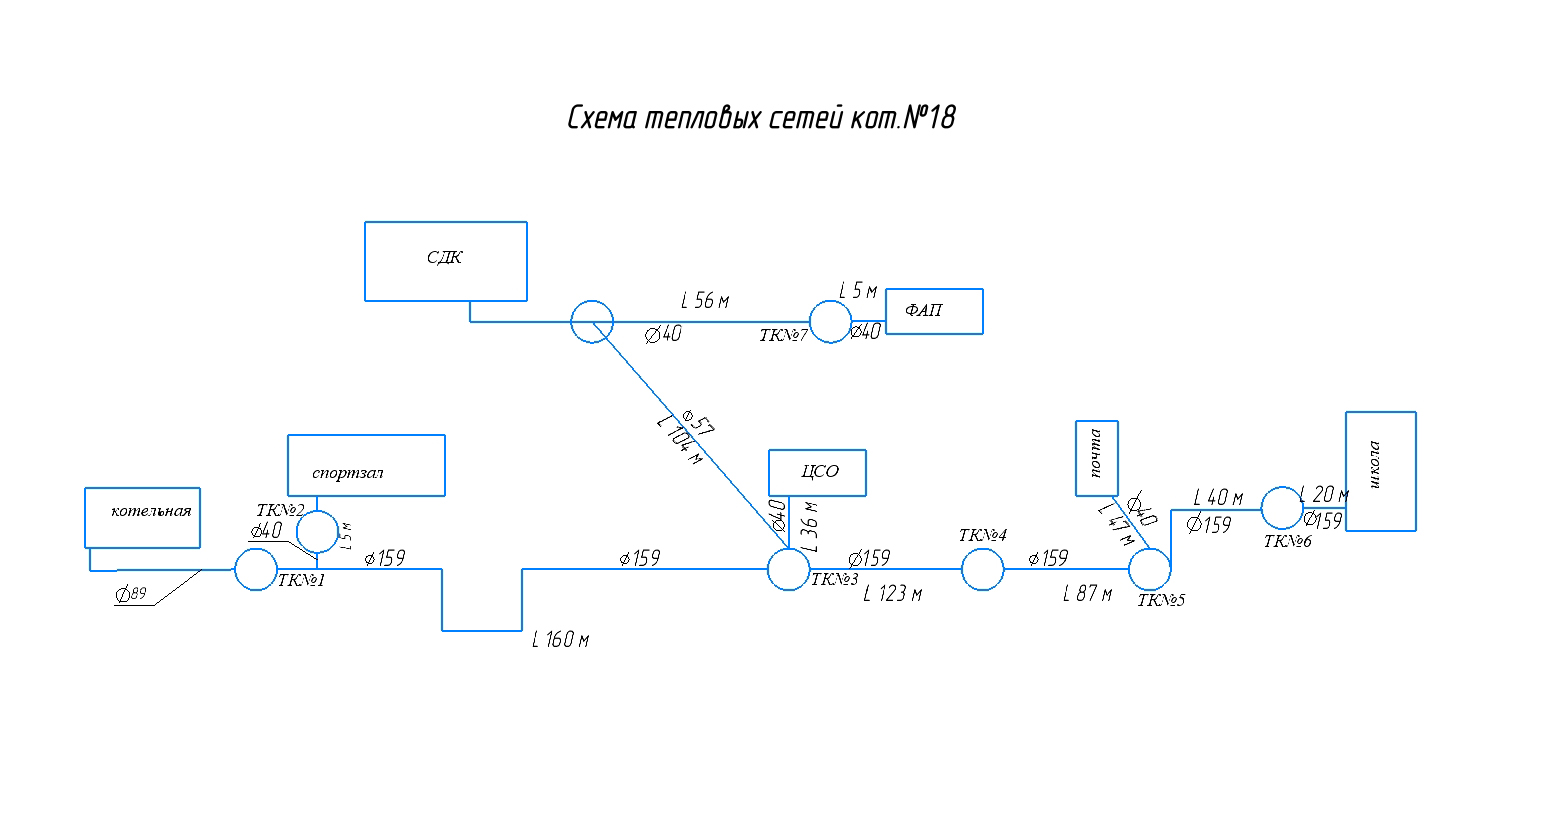 Схема тепловых сетей кот.№18
СДК
L 56 м
Ø40
ТК№7
L 5 м
Ø40
ФАП
Ø57
L 104 м
спортзал
котельная
ТК№2
Ø40
L 5 м
ТК№1
Ø89
Ø159
L 160 м
Ø159
ЦСО
Ø40
L 36 м
ТК№3
Ø159
L 123 м
ТК№4
Ø159
L 87 м
почта
Ø40
L 47 м
ТК№5
L 40 м
Ø159
ТК№6
L 20 м
Ø159
школа